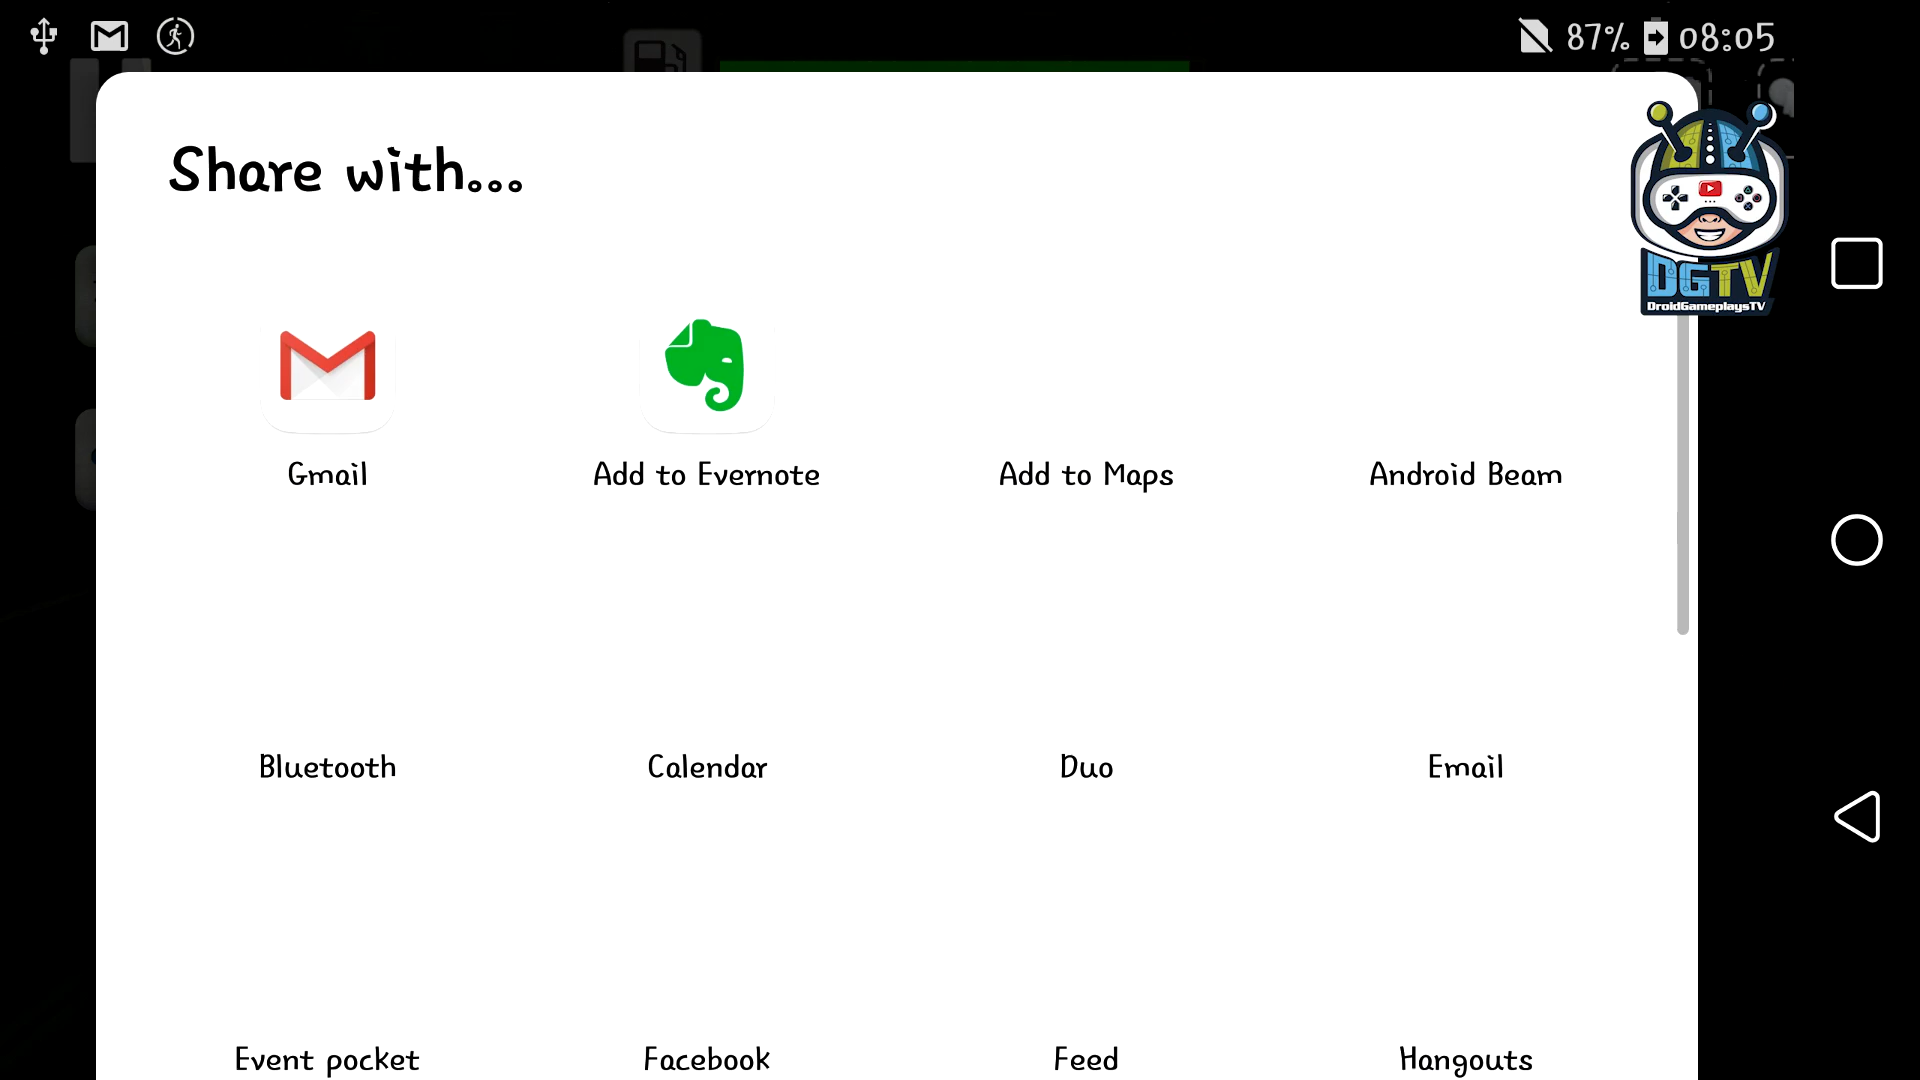 87% 08:05
Share with...
DGTV
DroidGameplaysTV
Gmail Add to Evernote Add to Maps Android Beam
Bluetooth Calendar Duo Email
Event pocket Facebook Feed Hangouts